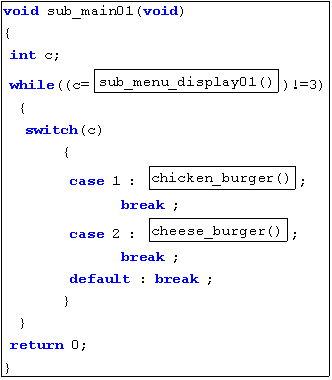 void sub_main01(void)
{
int c;
while((c= sub_menu_display01() )!=3)
{
switch(c)
{
case 1 : chicken_burger() ;
break ;
case 2 : cheese_burger() ;
break ;
default : break ;
}
}
return 0;
}